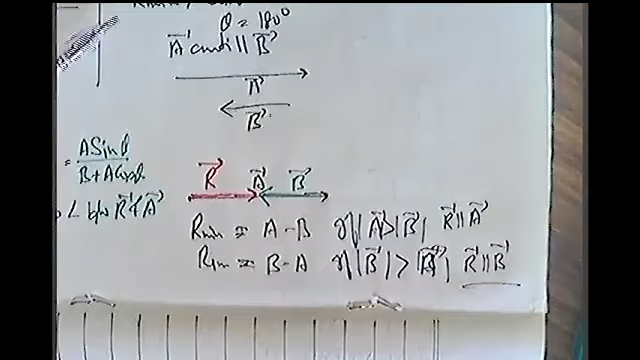 θ = 180°
A⃗ anti || B⃗
A⃗
B⃗
= A Sin θ / B + A Cos θ
R⃗ A⃗ B⃗
∠ b/w R⃗ & A⃗
Rmin = A - B if |A⃗| > |B⃗|, R⃗ || A⃗
Rmin = B - A if |B⃗| > |A⃗|, R⃗ || B⃗